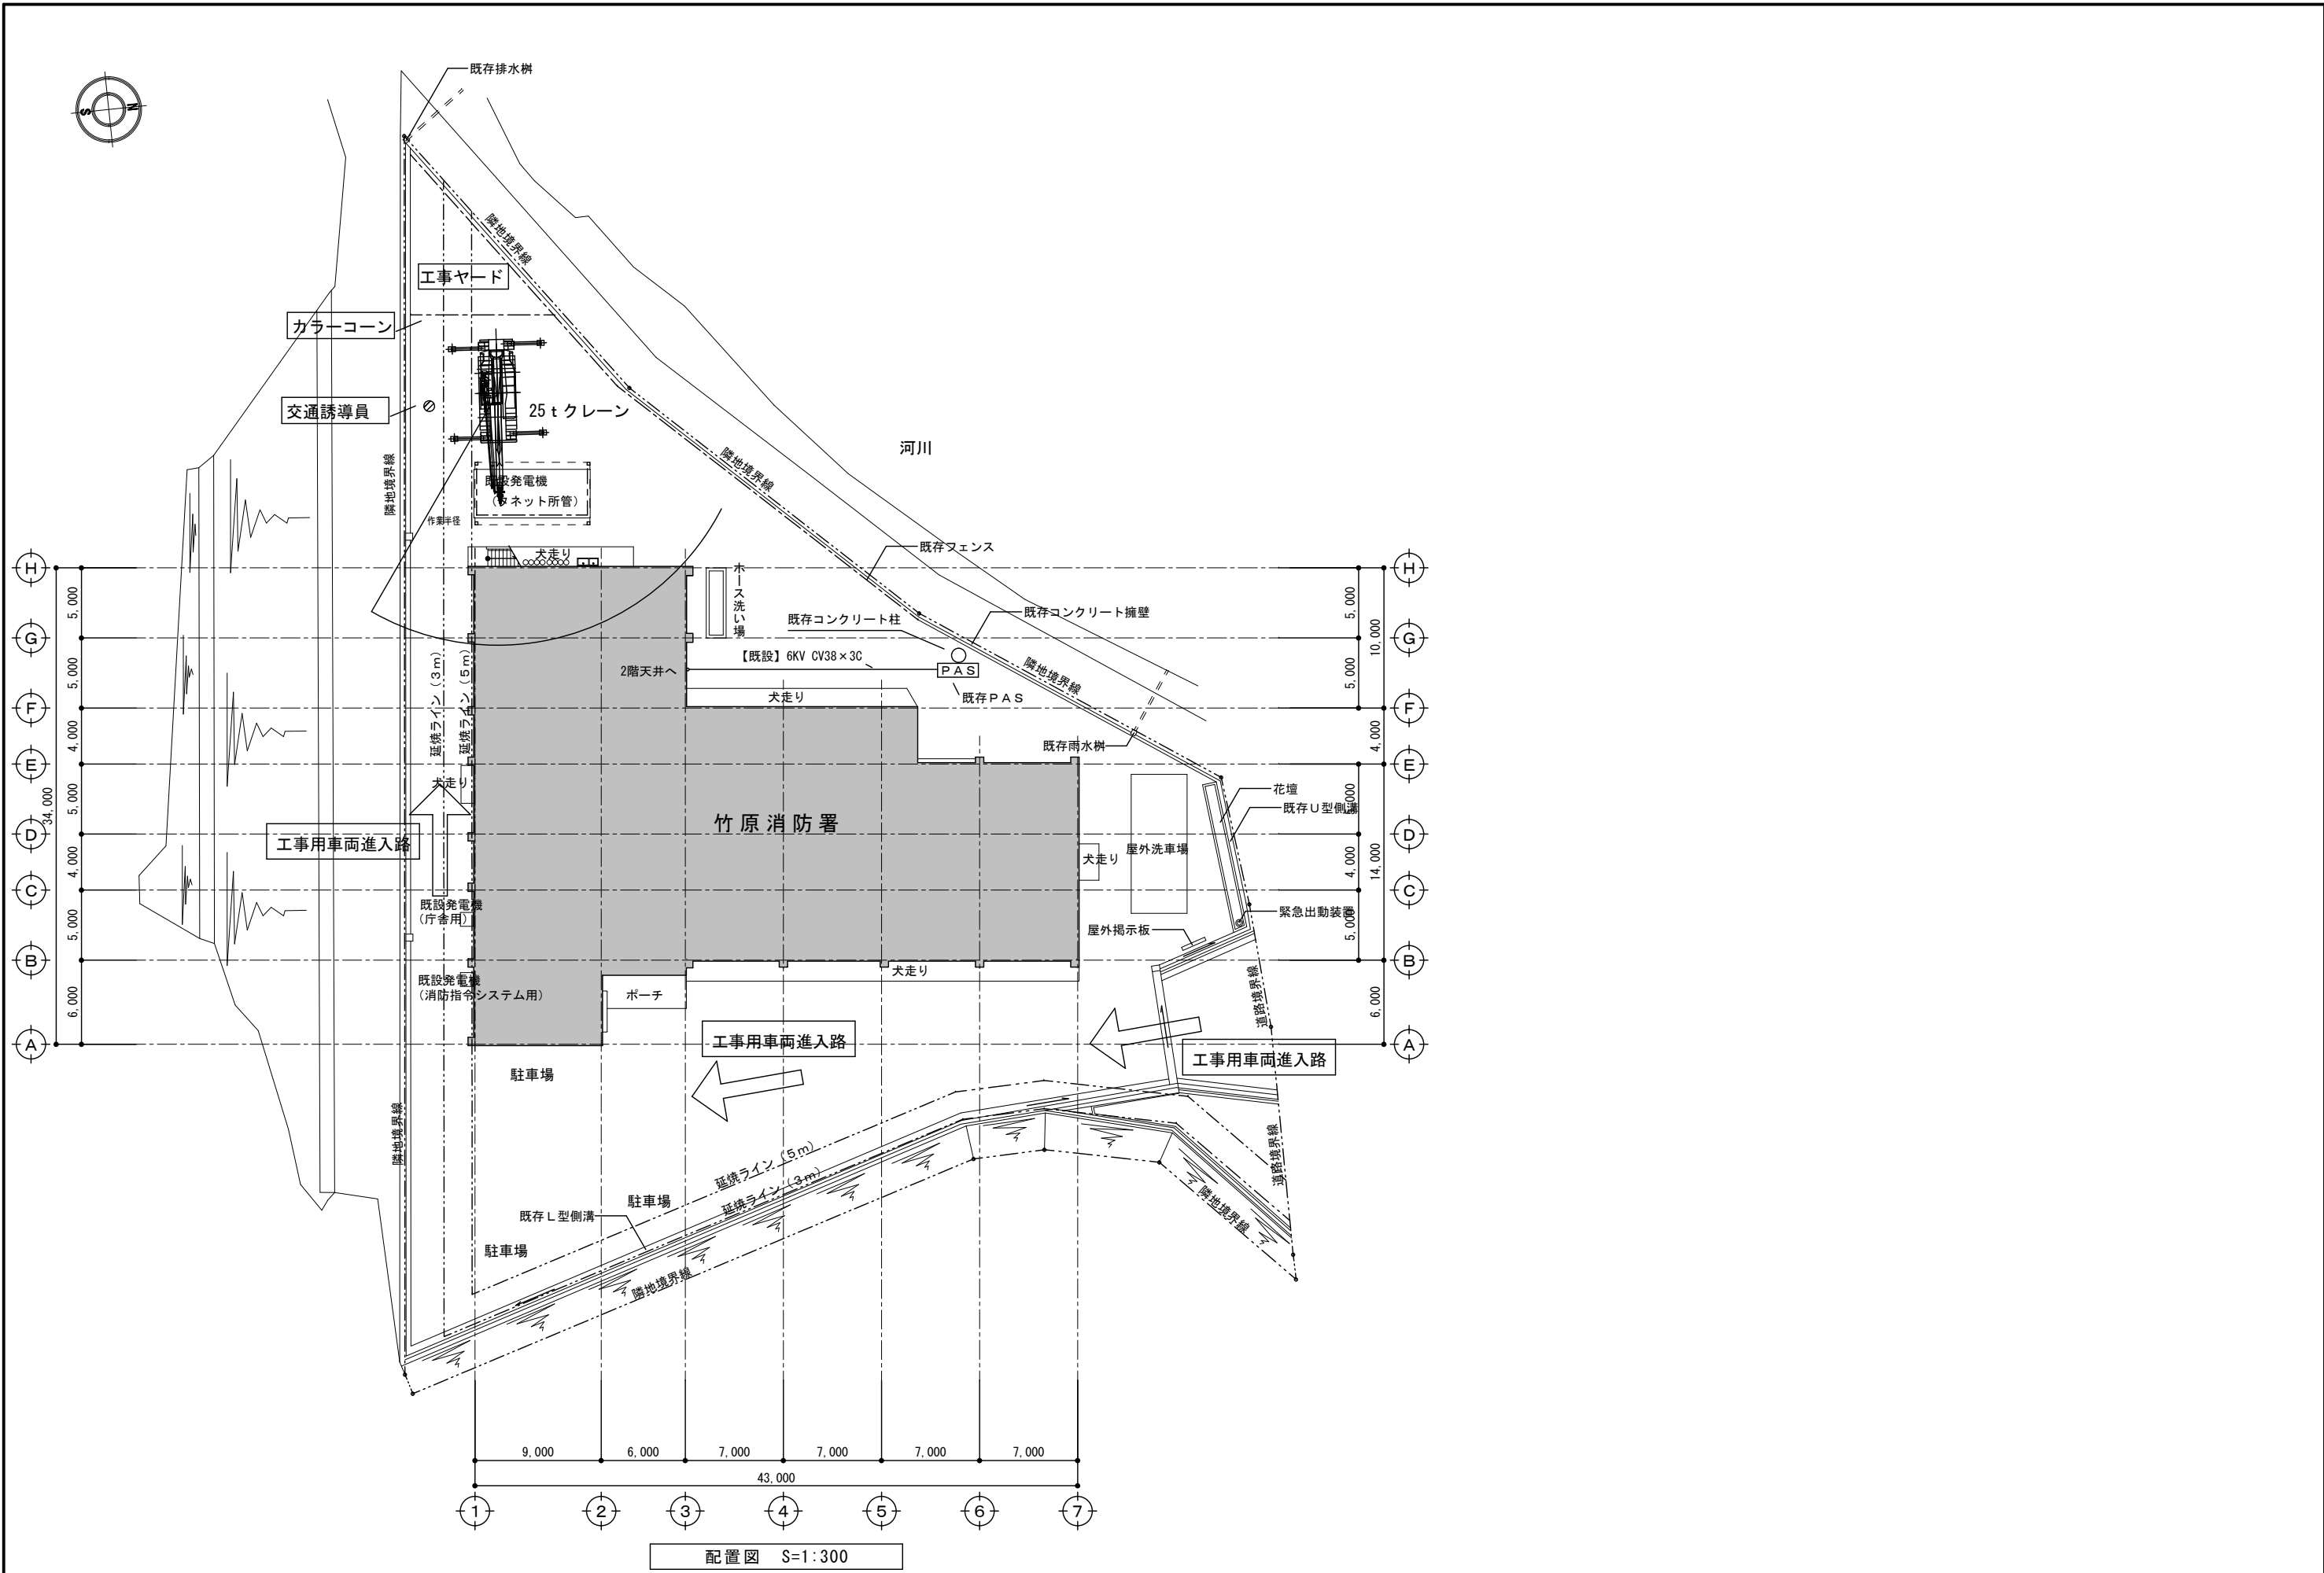 既存排水桝
S
N
隣地境界線
工事ヤード
カラーコーン
交通誘導員
25ｔクレーン
河川
隣地境界線
隣地境界線
既設発電機
（タネット所管）
作業半径
犬走り
ホース洗い場
既存フェンス
既存コンクリート擁壁
既存コンクリート柱
【既設】6KV CV38×3C
2階天井へ
ＰＡＳ
既存ＰＡＳ
隣地境界線
犬走り
既存雨水桝
延焼ライン（3ｍ）
延焼ライン（5ｍ）
犬走り
花壇
既存Ｕ型側溝
竹原消防署
工事用車両進入路
犬走り
屋外洗車場
既設発電機
（庁舎用）
緊急出動装置
屋外掲示板
既設発電機
（消防指令システム用）
ポーチ
犬走り
道路境界線
工事用車両進入路
工事用車両進入路
駐車場
隣地境界線
道路境界線
延焼ライン（5ｍ）
延焼ライン（3ｍ）
駐車場
既存Ｌ型側溝
駐車場
隣地境界線
隣地境界線
H
G
F
E
D
C
B
A
5,000
5,000
4,000
5,000
4,000
5,000
6,000
34,000
H
G
F
E
D
C
B
A
5,000
5,000
4,000
5,000
10,000
4,000
14,000
6,000
9,000
6,000
7,000
7,000
7,000
7,000
43,000
1
2
3
4
5
6
7
配置図　S=1:300